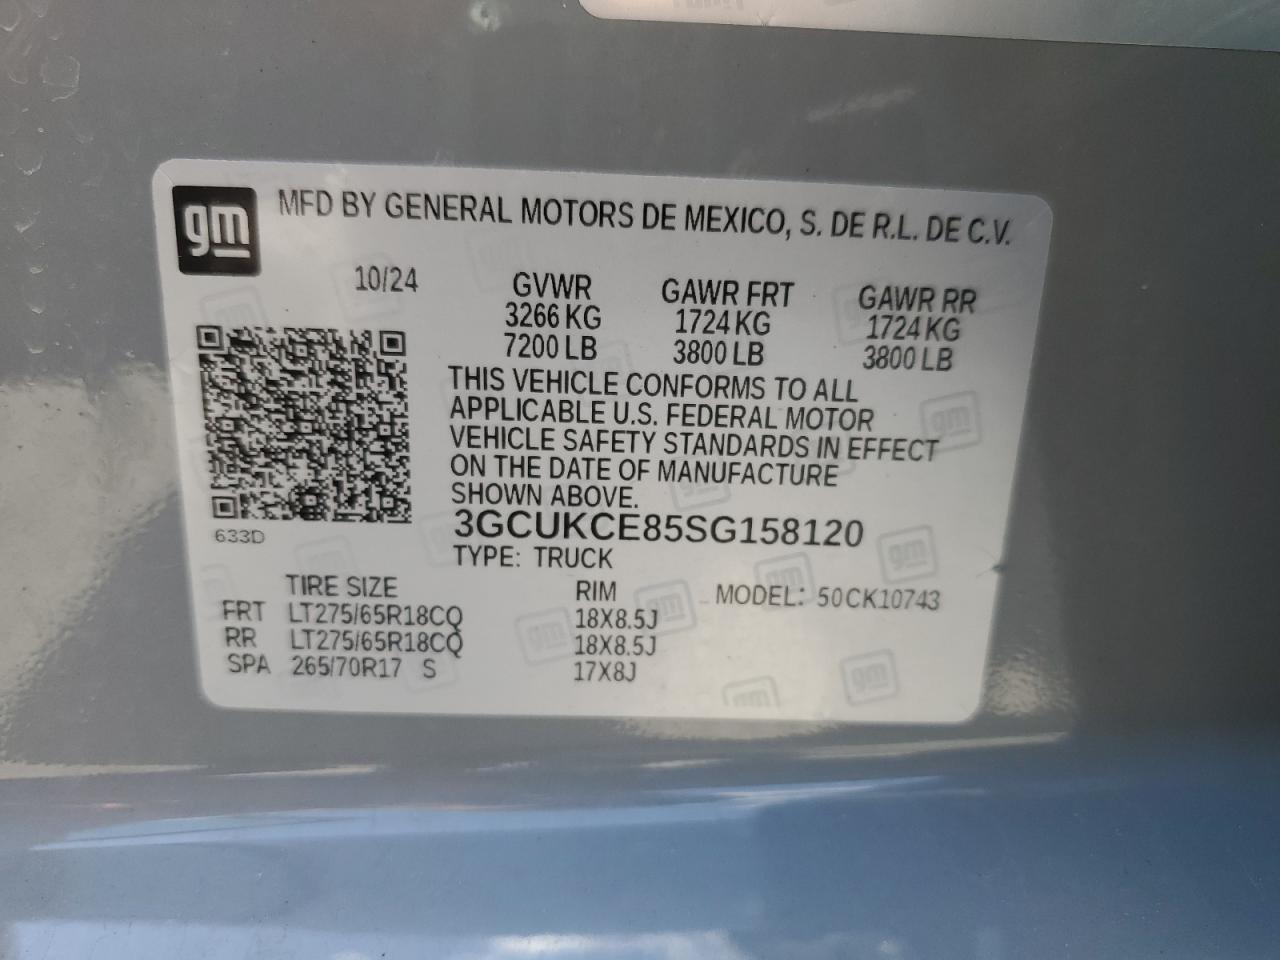 gm
MFD BY GENERAL MOTORS DE MEXICO, S. DE R.L. DE C.V.
10/24
GVWR
3266 KG
7200 LB
GAWR FRT
1724 KG
3800 LB
GAWR RR
1724 KG
3800 LB
THIS VEHICLE CONFORMS TO ALL
APPLICABLE U.S. FEDERAL MOTOR
VEHICLE SAFETY STANDARDS IN EFFECT
ON THE DATE OF MANUFACTURE
SHOWN ABOVE.
633D
3GCUKCE85SG158120
TYPE: TRUCK
TIRE SIZE RIM MODEL: 50CK10743
FRT LT275/65R18CQ 18X8.5J
RR LT275/65R18CQ 18X8.5J
SPA 265/70R17 S 17X8J